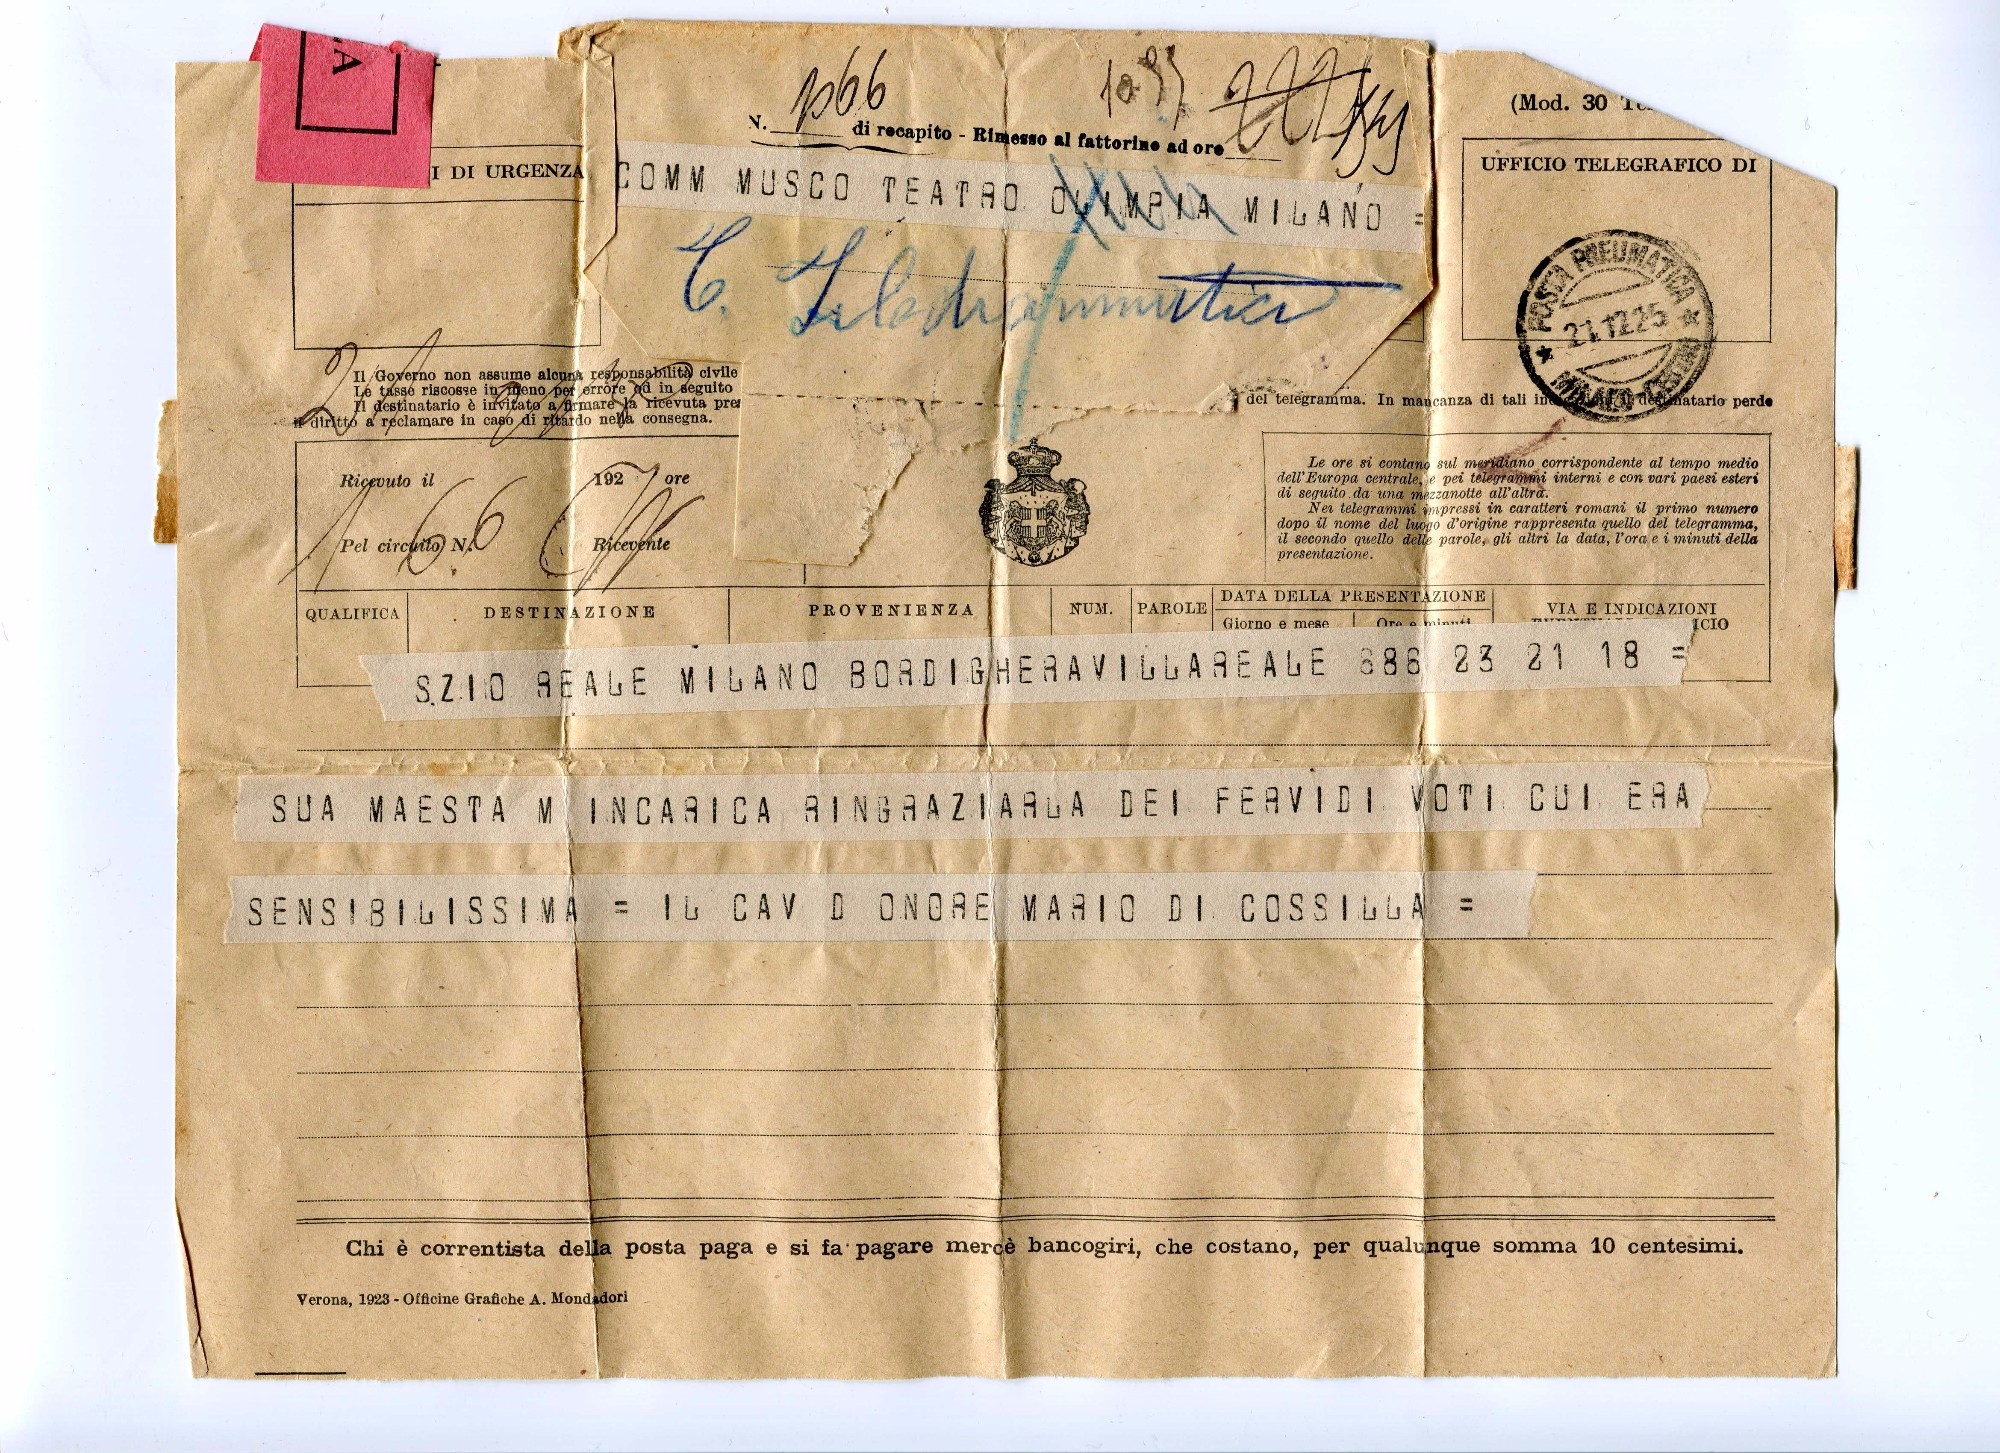 A
N. 1066 di recapito - Rimesso al fattorino ad ore
(Mod. 30
I DI URGENZA
UFFICIO TELEGRAFICO DI
COMM MUSCO TEATRO OLIMPIA MILANO =
POSTA PNEUMATICA
21.12.25
MILANO CENTRO
Il Governo non assume alcuna responsabilità civile
Le tasse riscosse in meno per errore od in seguito
Il destinatario è invitato a firmare la ricevuta pre
il diritto a reclamare in caso di ritardo nella consegna.
del telegramma. In mancanza di tali il destinatario perde
Ricevuto il 192 ore
Pel circuito N. 66 Ricevente
Le ore si contano sul meridiano corrispondente al tempo medio
dell'Europa centrale, e pei telegrammi interni e con vari paesi esteri
di seguito da una mezzanotte all'altra.
Nei telegrammi impressi in caratteri romani il primo numero
dopo il nome del luogo d'origine rappresenta quello del telegramma,
il secondo quello delle parole, gli altri la data, l'ora e i minuti della
presentazione.
QUALIFICA DESTINAZIONE PROVENIENZA NUM. PAROLE DATA DELLA PRESENTAZIONE VIA E INDICAZIONI
Giorno e mese Ore e minuti
S.ZIO REALE MILANO BORDIGHERAVILLAREALE 686 23 21 18 =
SUA MAESTA M INCARICA RINGRAZIARLA DEI FERVIDI VOTI CUI ERA
SENSIBILISSIMA = IL CAV D ONORE MARIO DI COSSILLA =
Chi è correntista della posta paga e si fa pagare mercè bancogiri, che costano, per qualunque somma 10 centesimi.
Verona, 1923 - Officine Grafiche A. Mondadori